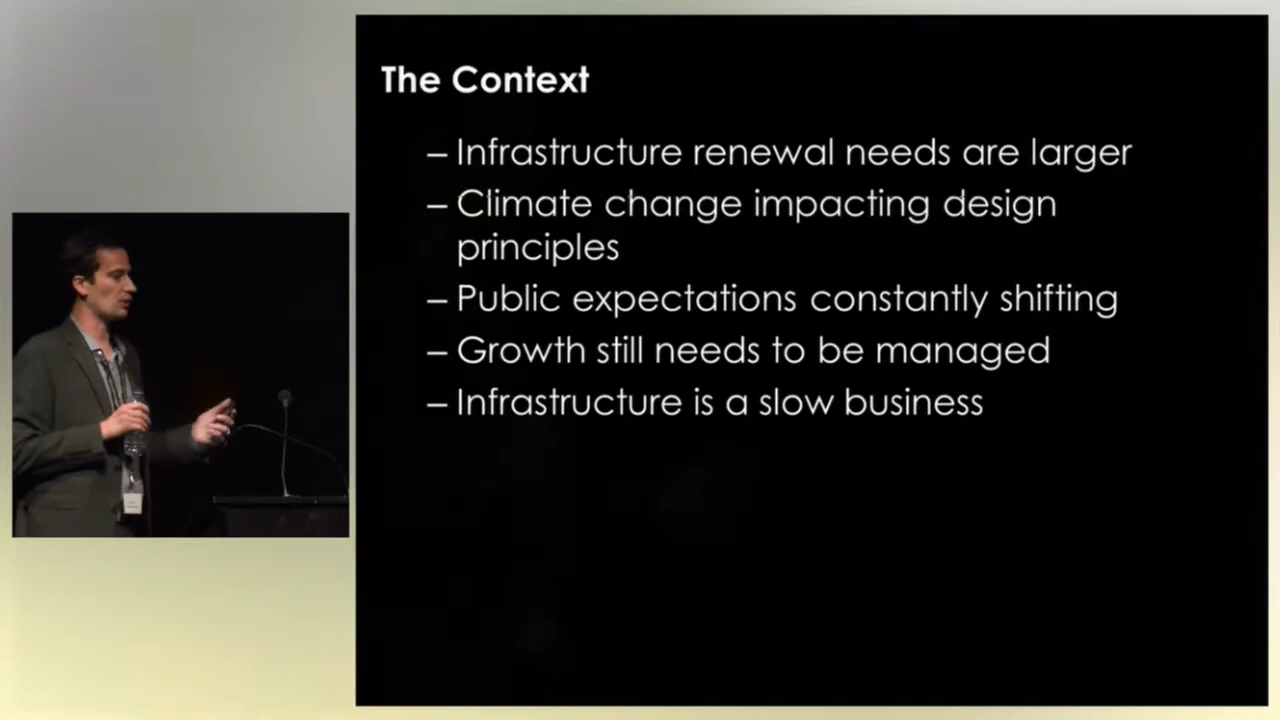 The Context
– Infrastructure renewal needs are larger
– Climate change impacting design
principles
– Public expectations constantly shifting
– Growth still needs to be managed
– Infrastructure is a slow business